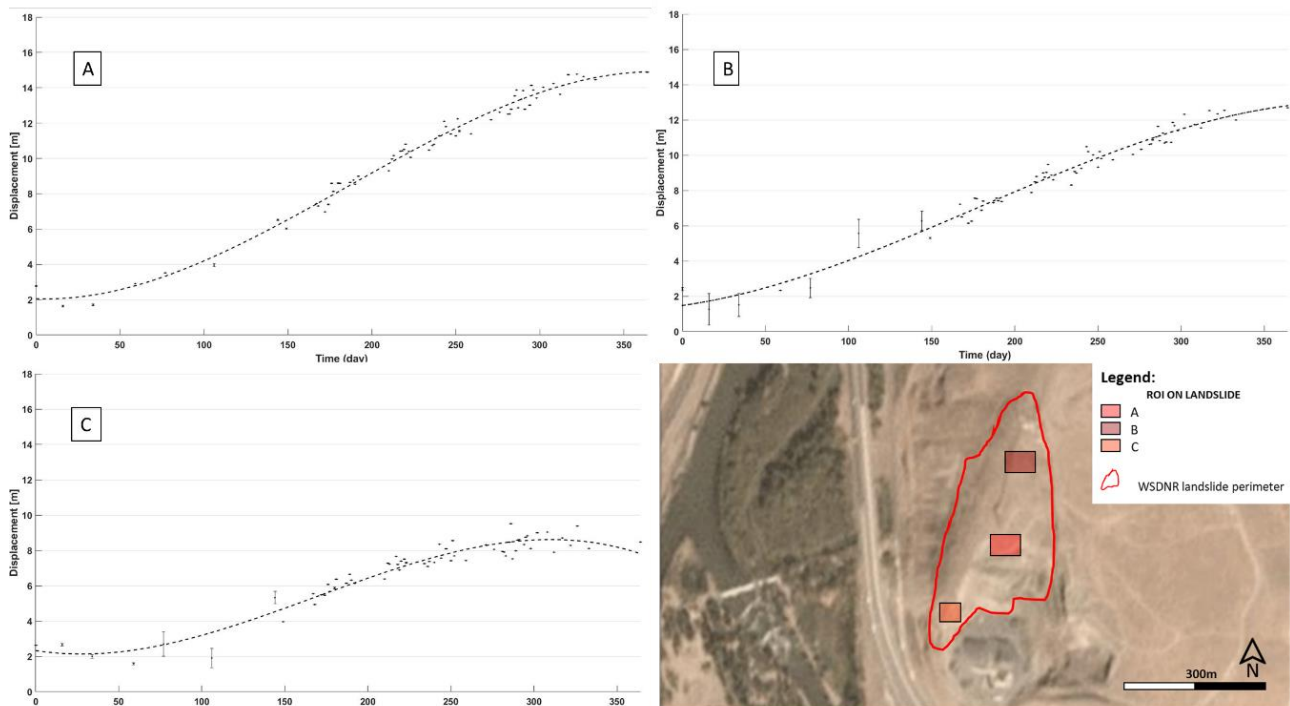 18
16
14
12
10
8
6
4
2
0
Displacement [m]
A
0 50 100 150 200 250 300 350
Time (day)
18
16
14
12
10
8
6
4
2
0
Displacement [m]
B
0 50 100 150 200 250 300 350
Time (day)
18
16
14
12
10
8
6
4
2
0
Displacement [m]
C
0 50 100 150 200 250 300 350
Legend:
ROI ON LANDSLIDE
A
B
C
WSDNR landslide perimeter
N
300m